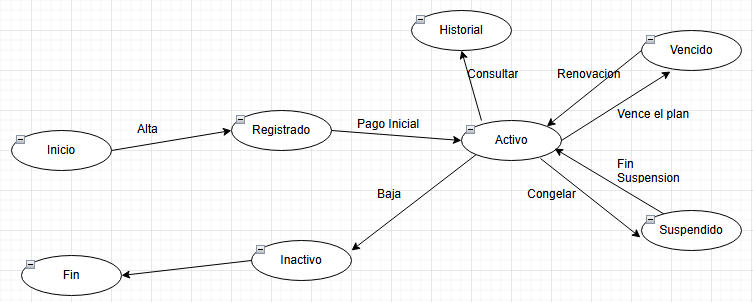 Historial
Vencido
Consultar
Renovacion
Vence el plan
Alta
Registrado
Pago Inicial
Activo
Inicio
Fin
Suspension
Baja
Congelar
Suspendido
Inactivo
Fin